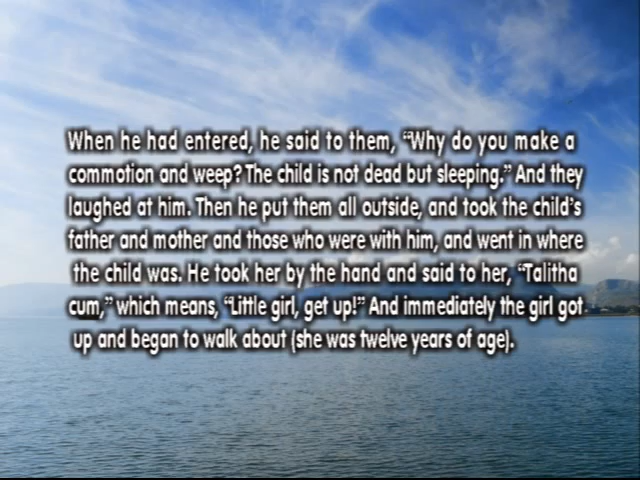 When he had entered, he said to them, “Why do you make a
commotion and weep? The child is not dead but sleeping.” And they
laughed at him. Then he put them all outside, and took the child’s
father and mother and those who were with him, and went in where
the child was. He took her by the hand and said to her, “Talitha
cum,” which means, “Little girl, get up!” And immediately the girl got
up and began to walk about (she was twelve years of age).